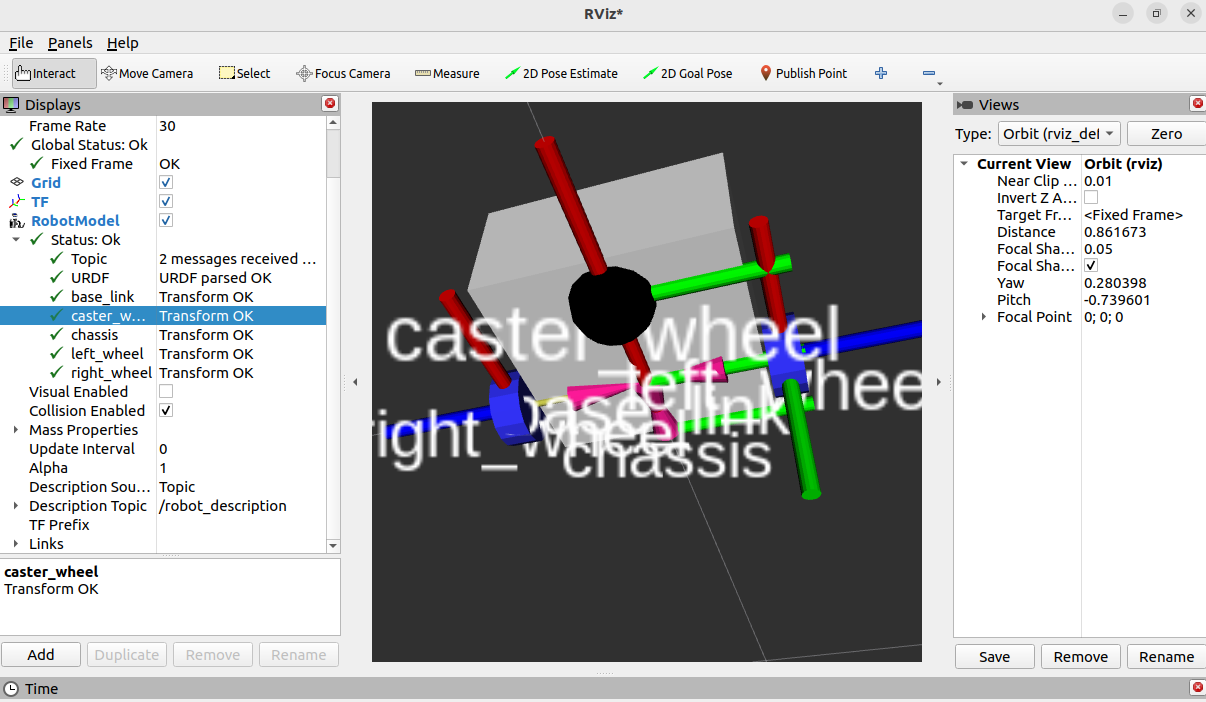 RViz*
File Panels Help
Interact Move Camera Select Focus Camera Measure 2D Pose Estimate 2D Goal Pose Publish Point
Displays
Frame Rate 30
Global Status: Ok
Fixed Frame OK
Grid
TF
RobotModel
Status: Ok
Topic 2 messages received ...
URDF URDF parsed OK
base_link Transform OK
caster_w... Transform OK
chassis Transform OK
left_wheel Transform OK
right_wheel Transform OK
Visual Enabled
Collision Enabled
Mass Properties
Update Interval 0
Alpha 1
Description Sou... Topic
Description Topic /robot_description
TF Prefix
Links
caster_wheel
Transform OK
Add Duplicate Remove Rename
caster_wheel
left_whee
base_link
right_wheel
chassis
Views
Type: Orbit (rviz_del Zero
Current View Orbit (rviz)
Near Clip ... 0.01
Invert Z A...
Target Fr... <Fixed Frame>
Distance 0.861673
Focal Sha... 0.05
Focal Sha...
Yaw 0.280398
Pitch -0.739601
Focal Point 0; 0; 0
Save Remove Rename
Time